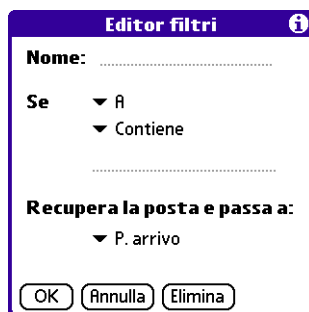 Editor filtri
Nome:
Se A
Contiene
Recupera la posta e passa a:
P. arrivo
OK Annulla Elimina